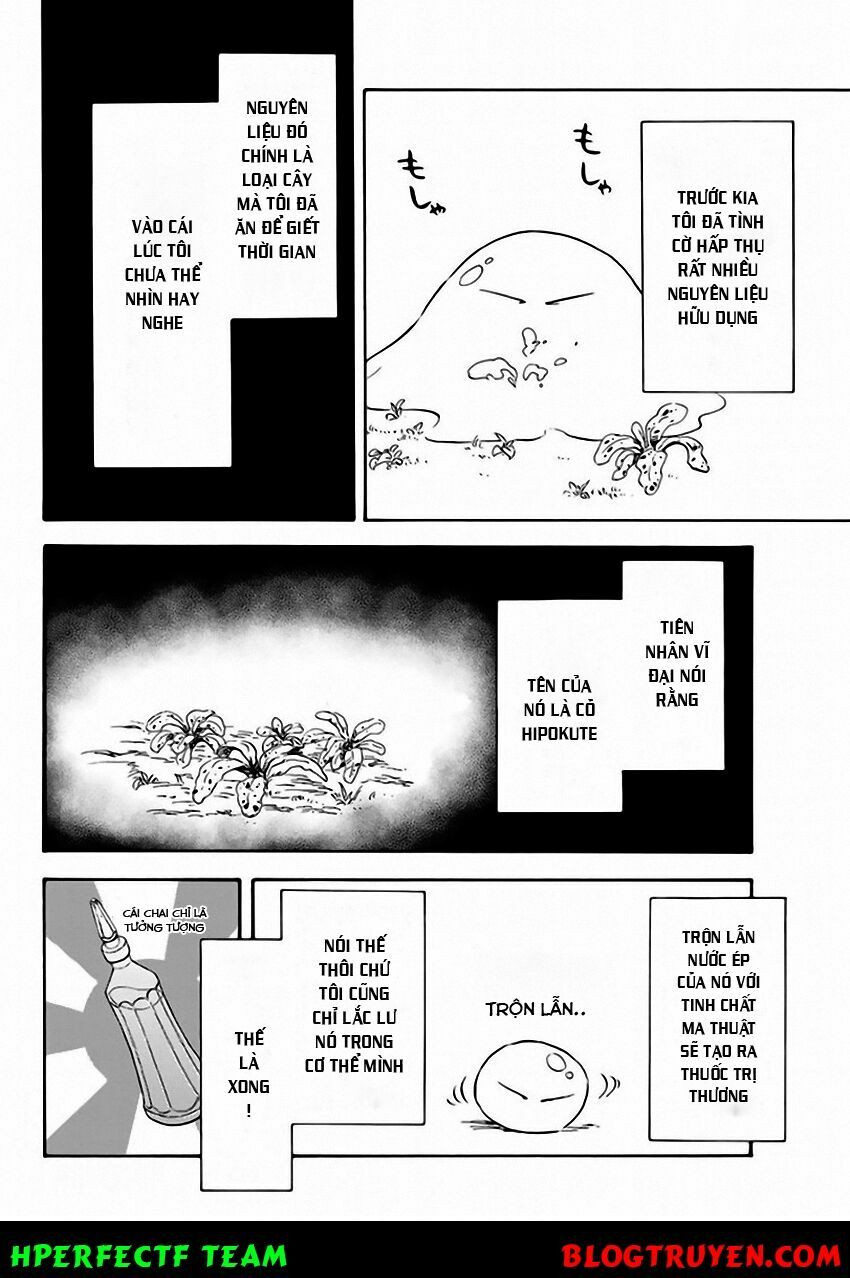 TRƯỚC KIA
TÔI ĐÃ TÌNH
CỜ HẤP THỤ
RẤT NHIỀU
NGUYÊN LIỆU
HỮU DỤNG
もしゃ
もしゃ
NGUYÊN
LIỆU ĐÓ
CHÍNH LÀ
LOẠI CÂY
MÀ TÔI ĐÃ
ĂN ĐỂ GIẾT
THỜI GIAN
VÀO CÁI
LÚC TÔI
CHƯA THỂ
NHÌN HAY
NGHE
TIÊN
NHÂN VĨ
ĐẠI NÓI
RẰNG
TÊN CỦA
NÓ LÀ CỎ
HIPOKUTE
TRỘN LẪN
NƯỚC ÉP
CỦA NÓ VỚI
TINH CHẤT
MA THUẬT
SẼ TẠO RA
THUỐC TRỊ
THƯƠNG
TRỘN LẪN..
NÓI THẾ
THÔI CHỨ
TÔI CŨNG
CHỈ LẮC LƯ
NÓ TRONG
CƠ THỂ MÌNH
THẾ
LÀ
XONG
!
CÁI CHAI CHỈ LÀ
TƯỞNG TƯỢNG
HPERFECTF TEAM
BLOGTRUYEN.COM